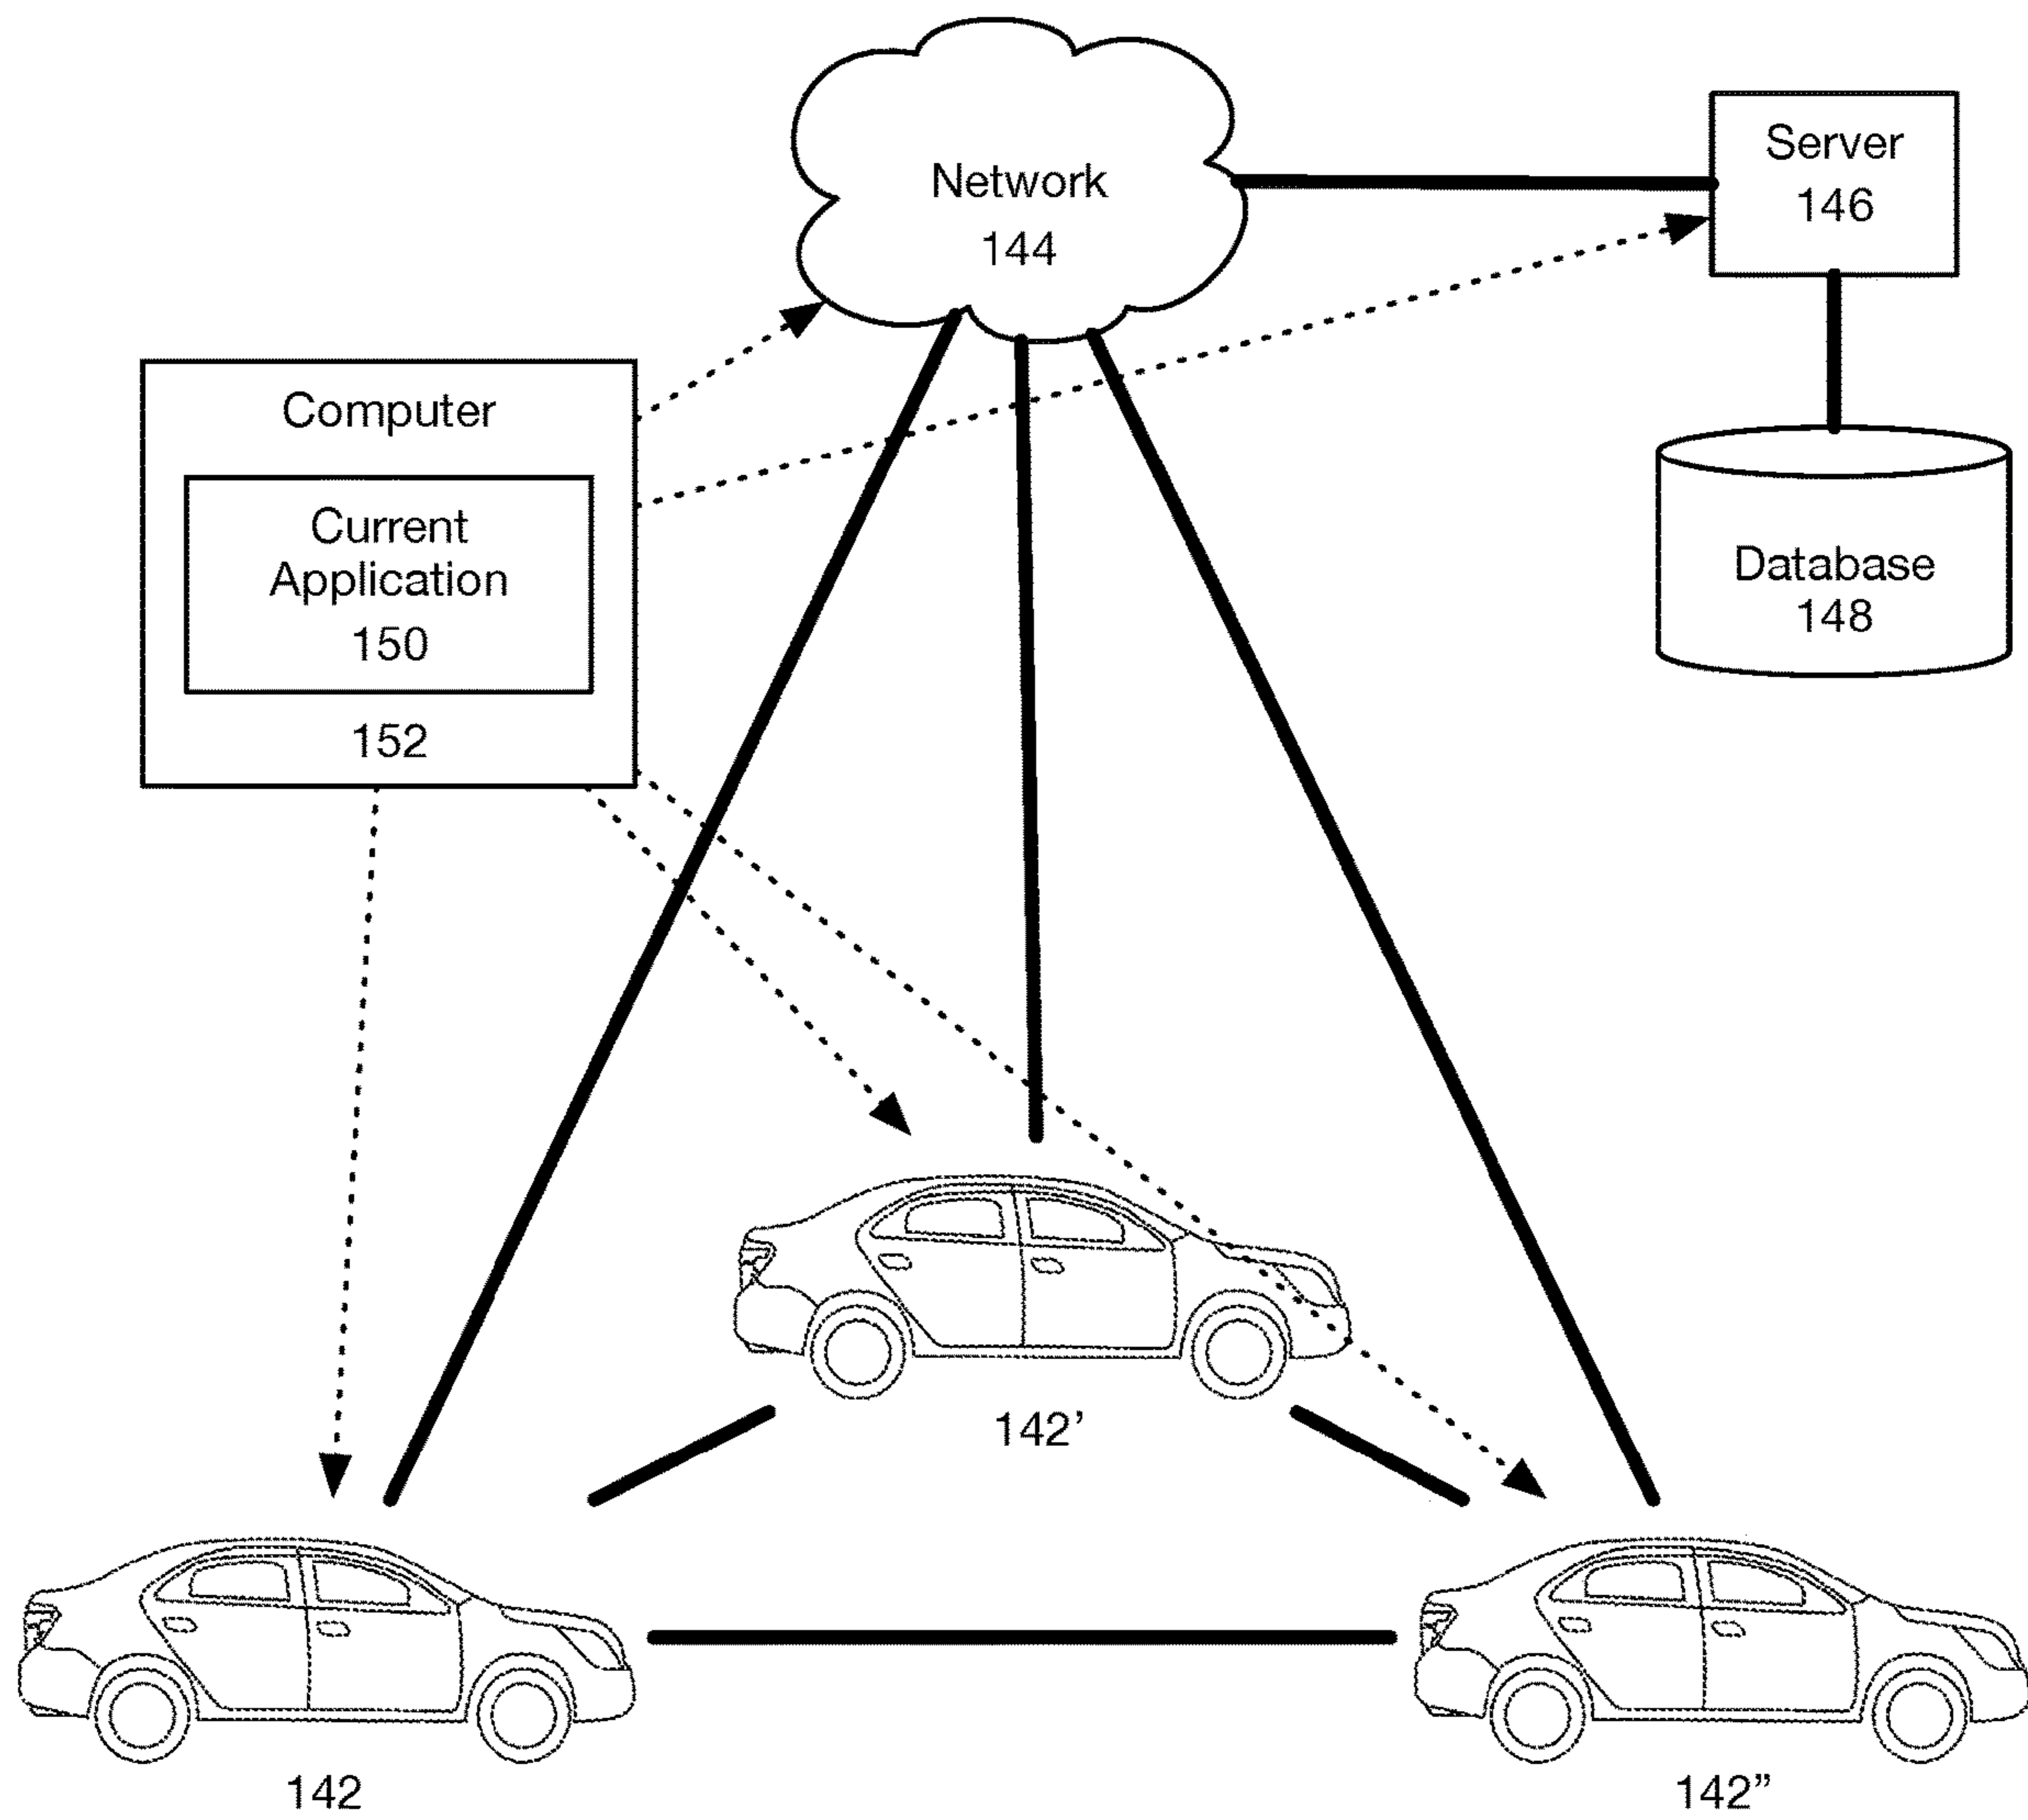 Network
144
Server
146
Computer
Current
Application
150
152
Database
148
142’
142
142”